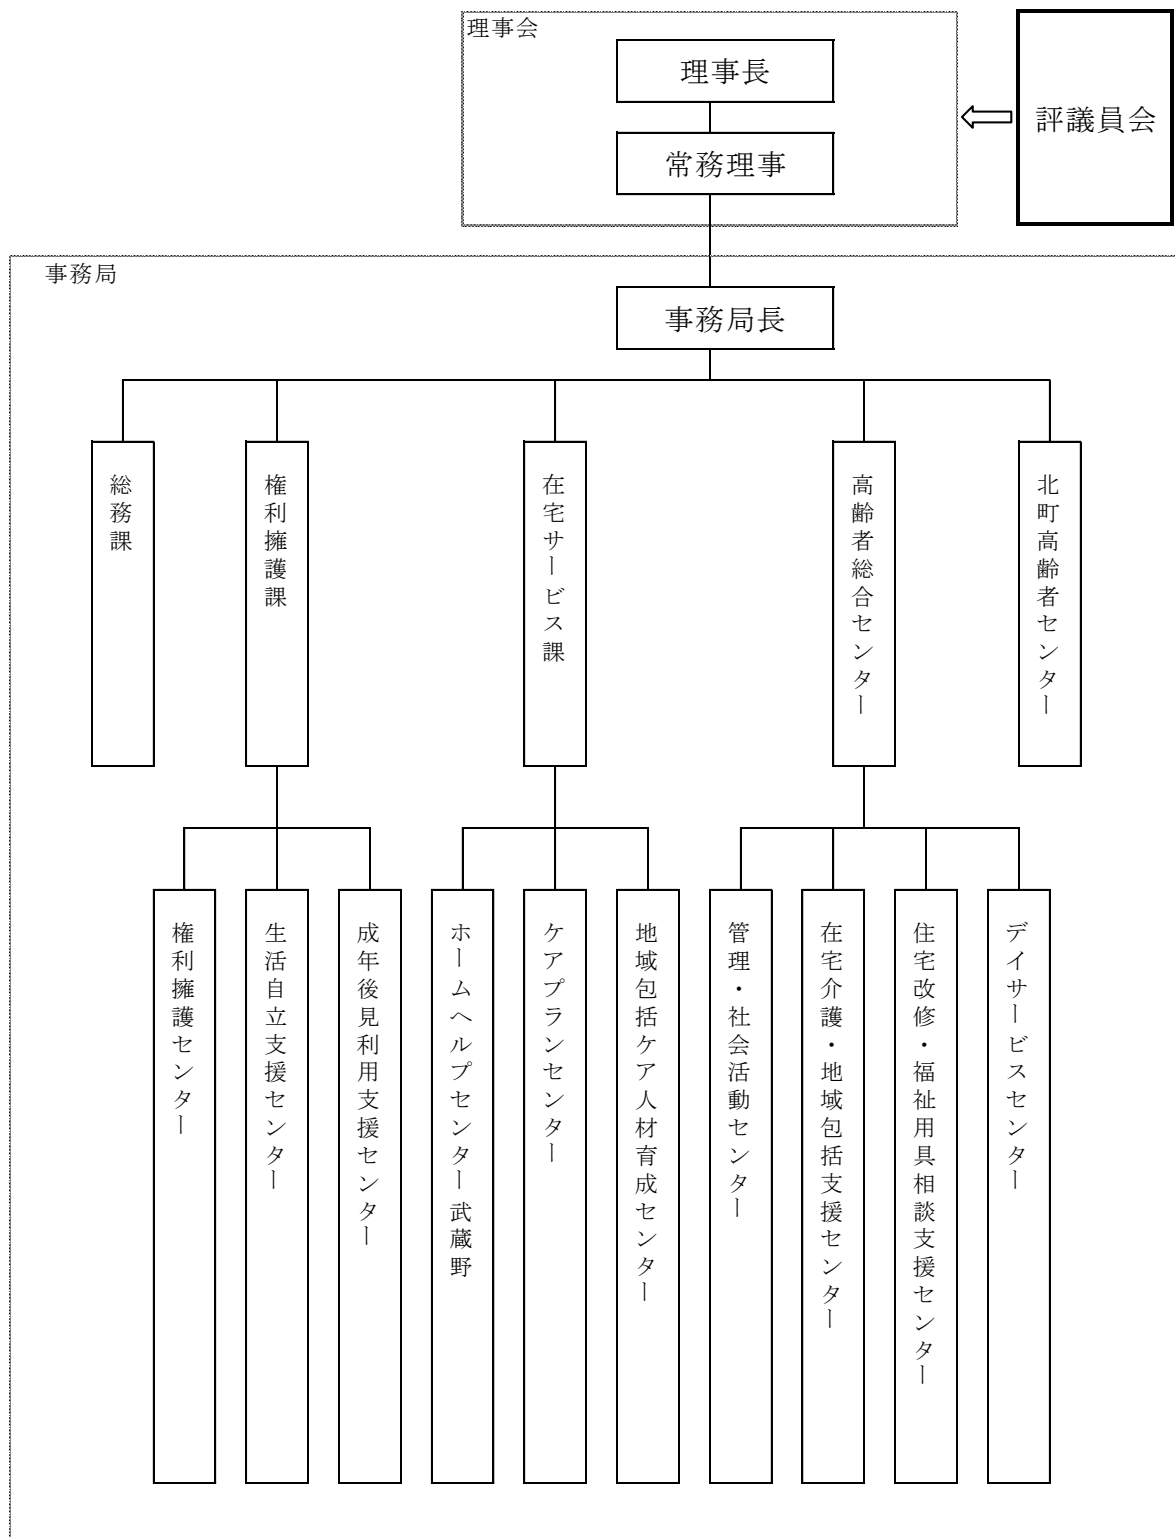 理事会
理事長
常務理事
評議員会
事務局
事務局長
総務課
権利擁護課
在宅サービス課
高齢者総合センター
北町高齢者センター
権利擁護センター
生活自立支援センター
成年後見利用支援センター
ホームヘルプセンター武蔵野
ケアプランセンター
地域包括ケア人材育成センター
管理・社会活動センター
在宅介護・地域包括支援センター
住宅改修・福祉用具相談支援センター
デイサービスセンター